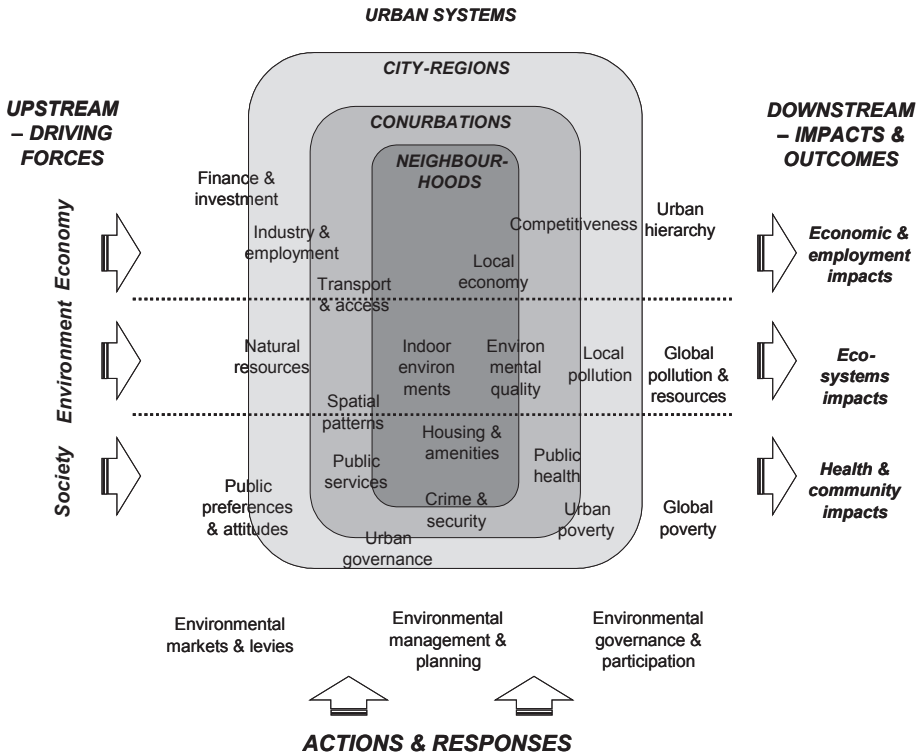 URBAN SYSTEMS
CITY-REGIONS
UPSTREAM
– DRIVING
FORCES
CONURBATIONS
DOWNSTREAM
– IMPACTS &
OUTCOMES
NEIGHBOUR-
HOODS
Economy
Finance &
investment
Industry &
employment
Transport
& access
Local
economy
Competitiveness
Urban
hierarchy
Economic &
employment
impacts
Environment
Natural
resources
Indoor
environ
ments
Environ
mental
quality
Local
pollution
Global
pollution &
resources
Eco-
systems
impacts
Spatial
patterns
Society
Public
preferences
& attitudes
Public
services
Housing &
amenities
Crime &
security
Public
health
Urban
poverty
Global
poverty
Health &
community
impacts
Urban
governance
Environmental
markets & levies
Environmental
management &
planning
Environmental
governance &
participation
ACTIONS & RESPONSES